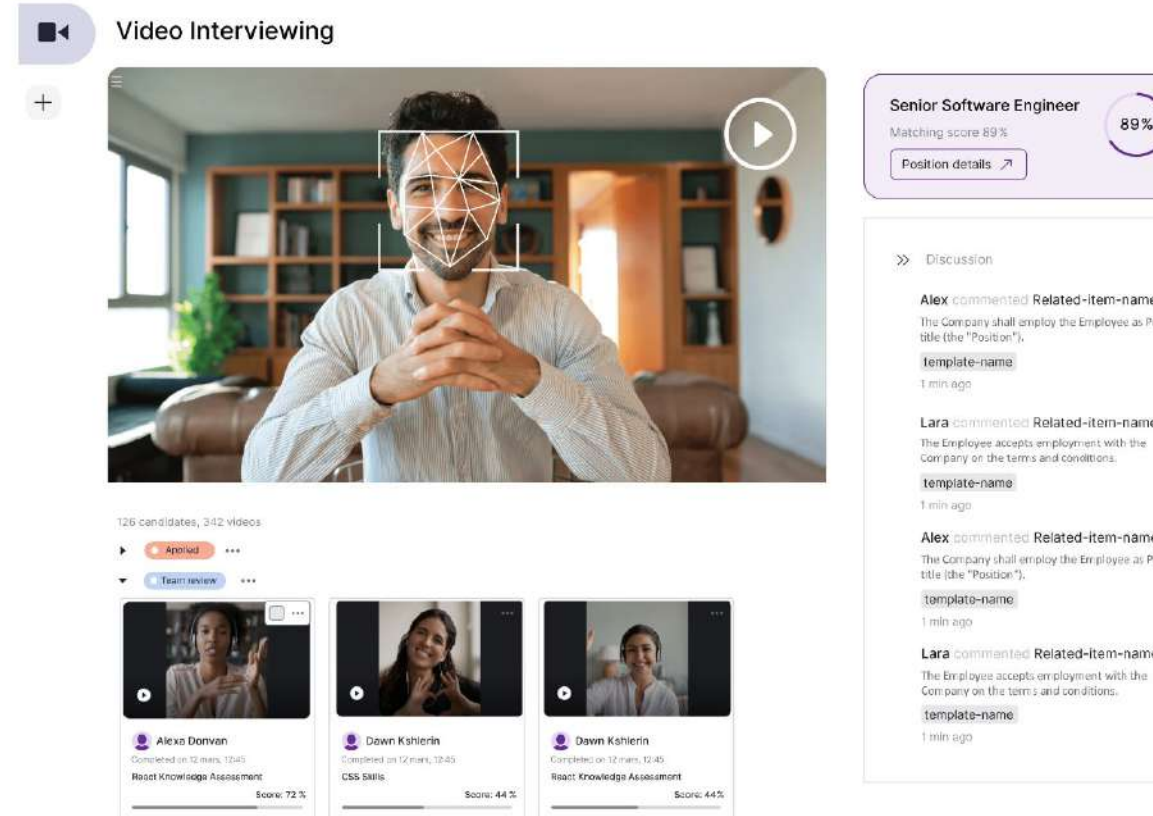 Video Interviewing
Senior Software Engineer
Matching score 89%
89%
Position details
Discussion
Alex commented Related-item-name
The Company shall employ the Employee as
title (the "Position").
template-name
1 min ago
Lara commented Related-item-name
The Employee accepts employment with the
Company on the terms and conditions.
template-name
1 min ago
Alex commented Related-item-name
The Company shall employ the Employee as
title (the "Position").
template-name
1 min ago
Lara commented Related-item-name
The Employee accepts employment with the
Company on the terms and conditions.
template-name
1 min ago
126 candidates, 342 videos
Applied
Team review
Alexa Donvan
Completed on 12 mars, 12:45
React Knowledge Assessment
Score: 72 %
Dawn Kshlerin
Completed on 12 mars, 12:45
CSS Skills
Score: 44 %
Dawn Kshlerin
Completed on 12 mars, 12:45
React Knowledge Assessment
Score: 44%